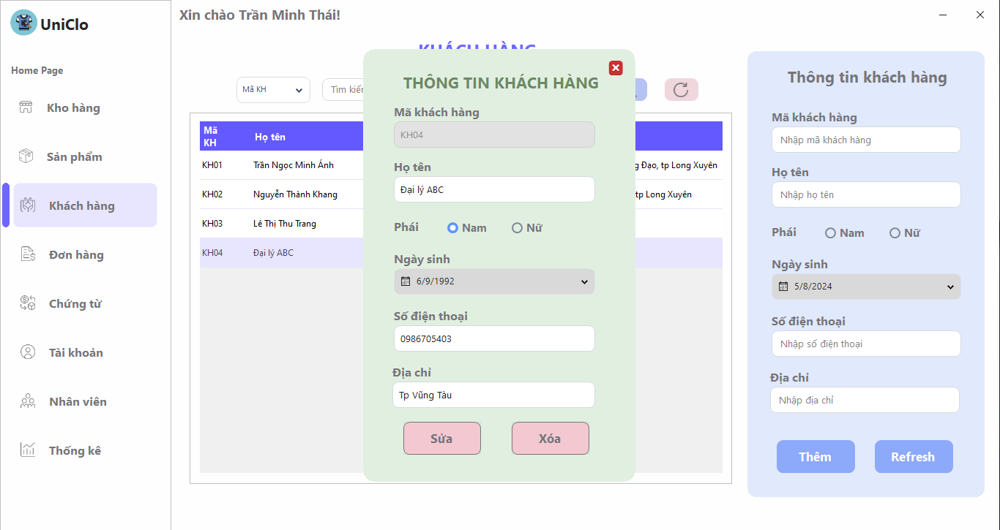 UniClo
Home Page
Kho hàng
Sản phẩm
Khách hàng
Đơn hàng
Chứng từ
Tài khoản
Nhân viên
Thống kê
Xin chào Trần Minh Thái!
KHÁCH HÀNG
Mã KH
Tìm kiếm
Mã KH
Họ tên
KH01
Trần Ngọc Minh Ánh
g Đạo, tp Long Xuyên
KH02
Nguyễn Thành Khang
tp Long Xuyên
KH03
Lê Thị Thu Trang
KH04
Đại lý ABC
THÔNG TIN KHÁCH HÀNG
Mã khách hàng
KH04
Họ tên
Đại lý ABC
Phái
Nam
Nữ
Ngày sinh
6/9/1992
Số điện thoại
0986705403
Địa chỉ
Tp Vũng Tàu
Sửa
Xóa
Thông tin khách hàng
Mã khách hàng
Nhập mã khách hàng
Họ tên
Nhập họ tên
Phái
Nam
Nữ
Ngày sinh
5/8/2024
Số điện thoại
Nhập số điện thoại
Địa chỉ
Nhập địa chỉ
Thêm
Refresh